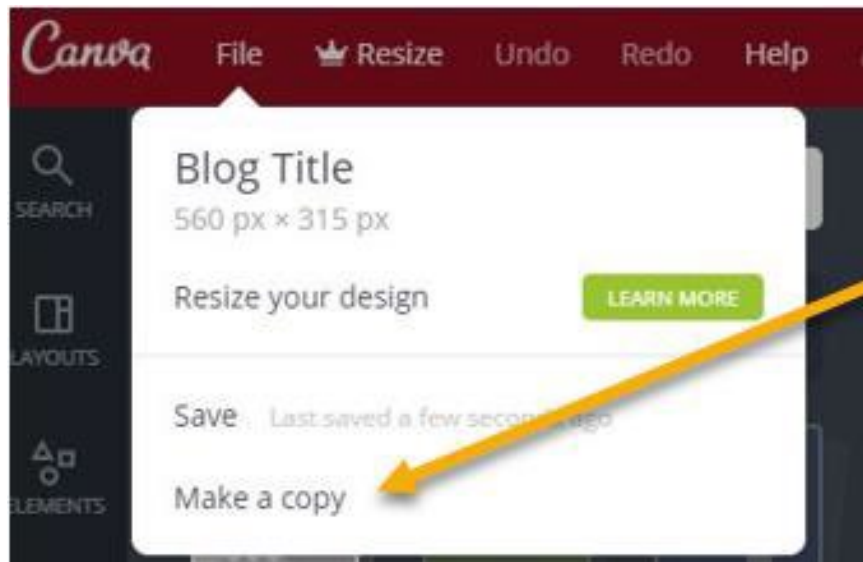 Canva File Resize Undo Redo Help
SEARCH
Blog Title
560 px × 315 px
Resize your design LEARN MORE
LAYOUTS
Save Last saved a few seconds ago
ELEMENTS
Make a copy